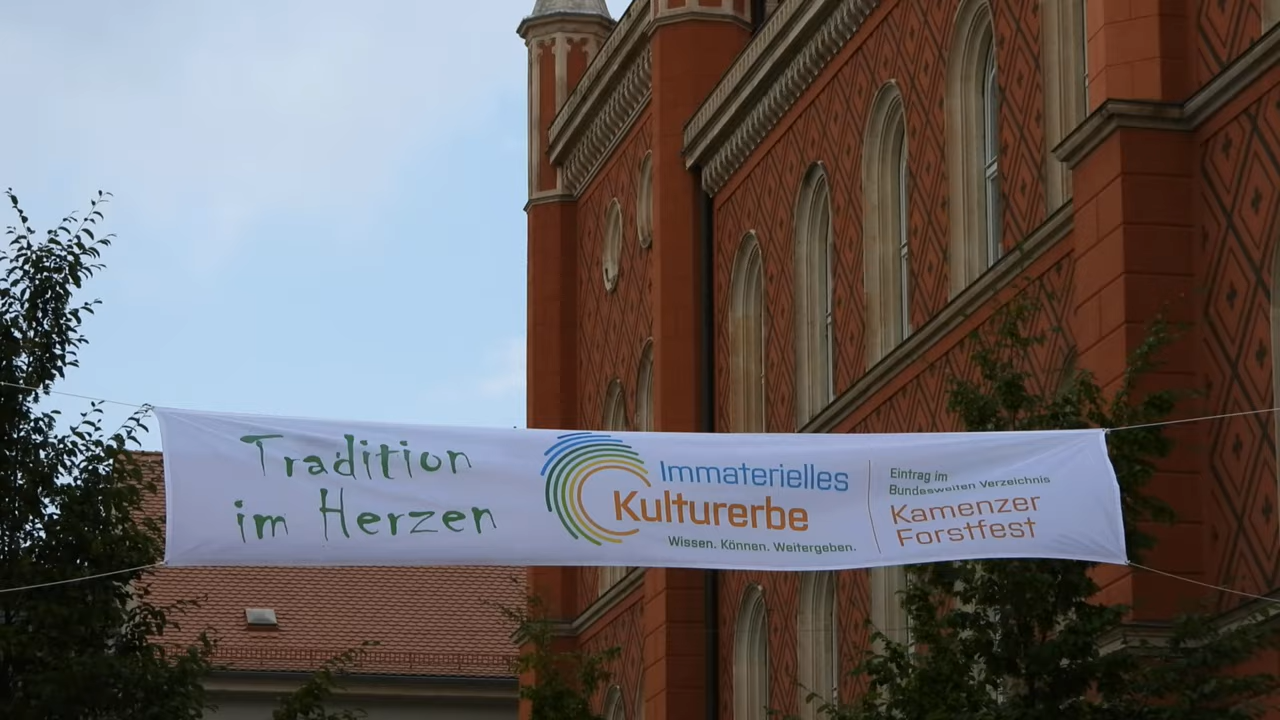 Tradition
im Herzen
Immaterielles
Kulturerbe
Wissen. Können. Weitergeben.
Eintrag im
Bundesweiten Verzeichnis
Kamenzer
Forstfest